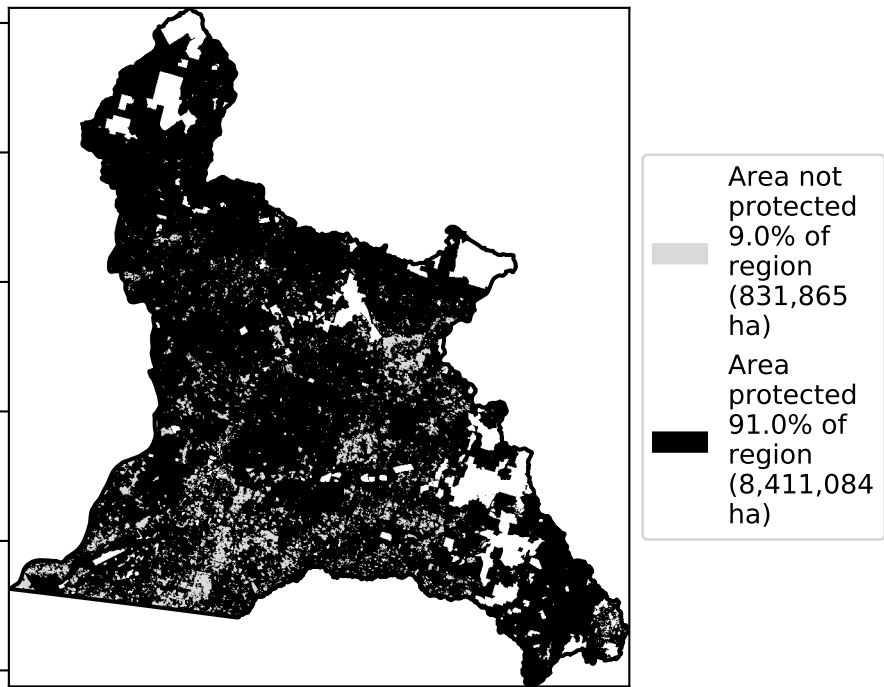 Area not
protected
9.0% of
region
(831,865
ha)
Area
protected
91.0% of
region
(8,411,084
ha)